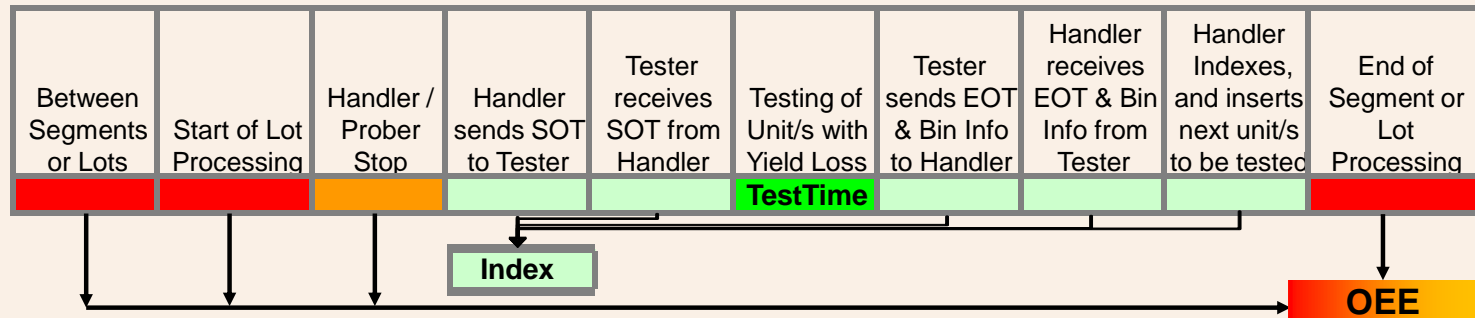 Between
Segments
or Lots
Start of Lot
Processing
Handler /
Prober
Stop
Handler
sends SOT
to Tester
Tester
receives
SOT from
Handler
Testing of
Unit/s with
Yield Loss
Tester
sends EOT
& Bin Info
to Handler
Handler
receives
EOT & Bin
Info from
Tester
Handler
Indexes,
and inserts
next unit/s
to be tested
End of
Segment or
Lot
Processing
TestTime
Index
OEE